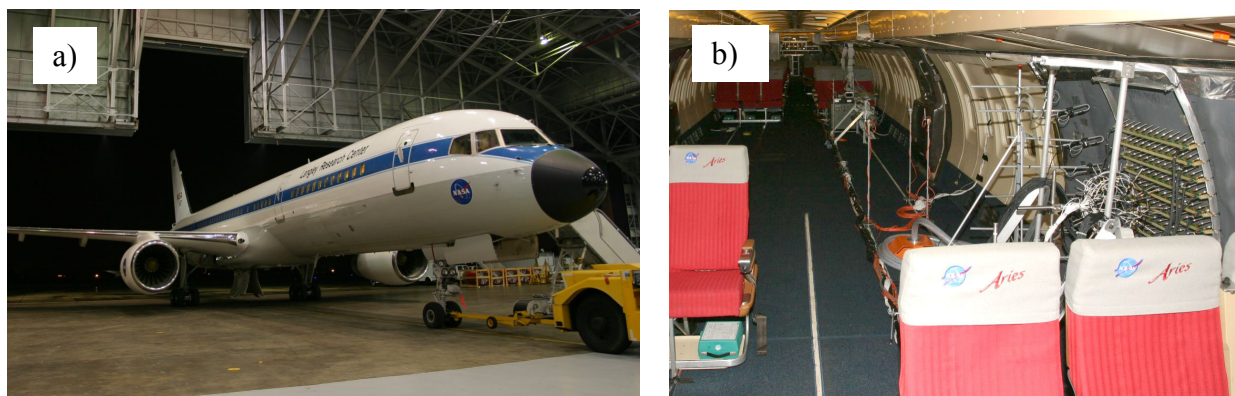 a)
Langley Research Center
NASA
b)
NASA Aries
NASA Aries
NASA Aries